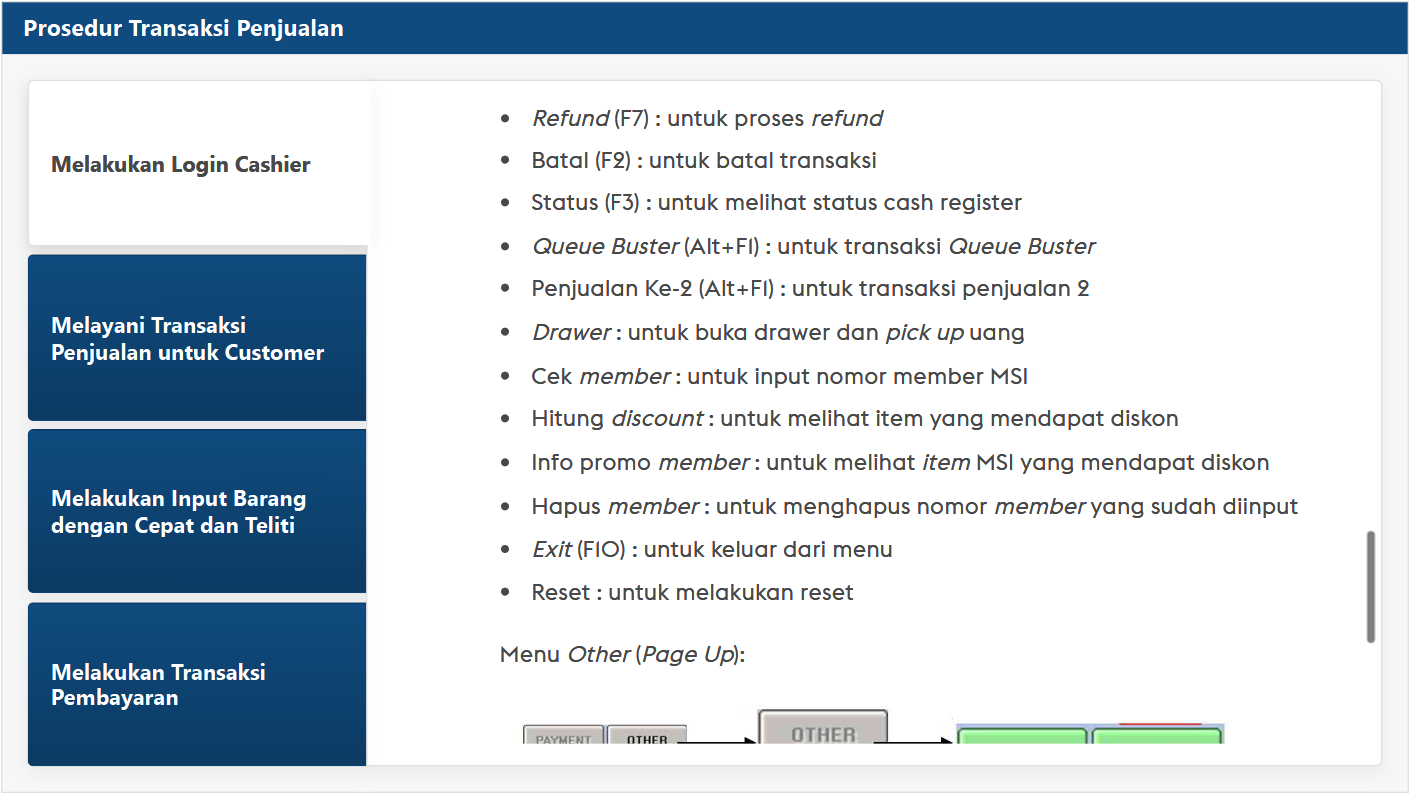 Prosedur Transaksi Penjualan
Melakukan Login Cashier
Melayani Transaksi
Penjualan untuk Customer
Melakukan Input Barang
dengan Cepat dan Teliti
Melakukan Transaksi
Pembayaran
• Refund (F7) : untuk proses refund
• Batal (F2) : untuk batal transaksi
• Status (F3) : untuk melihat status cash register
• Queue Buster (Alt+F1) : untuk transaksi Queue Buster
• Penjualan Ke-2 (Alt+F1) : untuk transaksi penjualan 2
• Drawer : untuk buka drawer dan pick up uang
• Cek member : untuk input nomor member MSI
• Hitung discount : untuk melihat item yang mendapat diskon
• Info promo member : untuk melihat item MSI yang mendapat diskon
• Hapus member : untuk menghapus nomor member yang sudah diinput
• Exit (F10) : untuk keluar dari menu
• Reset : untuk melakukan reset
Menu Other (Page Up):
PAYMENT OTHER OTHER